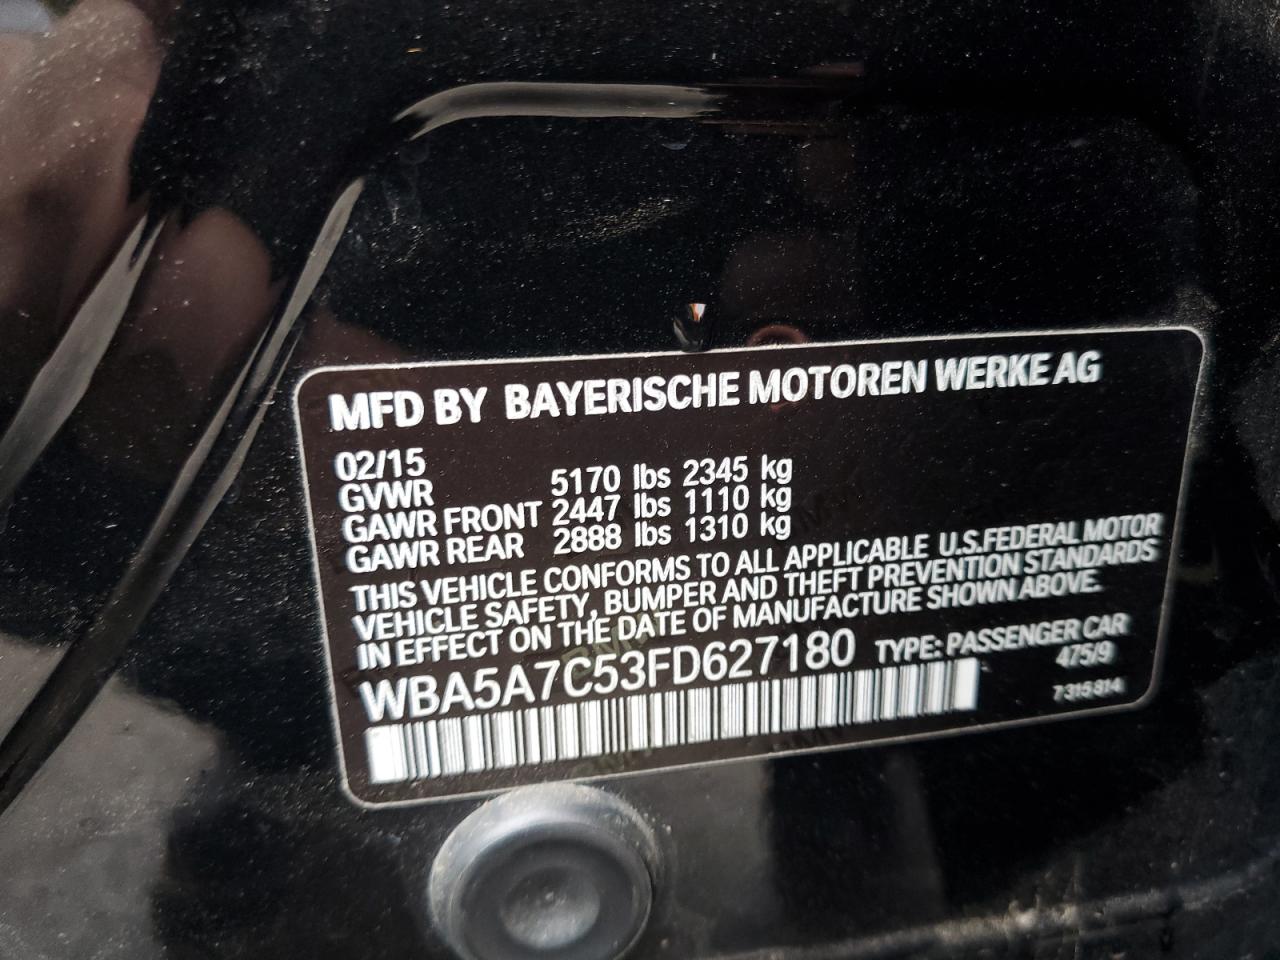 MFD BY BAYERISCHE MOTOREN WERKE AG
02/15
GVWR 5170 lbs 2345 kg
GAWR FRONT 2447 lbs 1110 kg
GAWR REAR 2888 lbs 1310 kg
THIS VEHICLE CONFORMS TO ALL APPLICABLE U.S.FEDERAL MOTOR
VEHICLE SAFETY, BUMPER AND THEFT PREVENTION STANDARDS
IN EFFECT ON THE DATE OF MANUFACTURE SHOWN ABOVE.
WBA5A7C53FD627180 TYPE: PASSENGER CAR
475/9
7315814